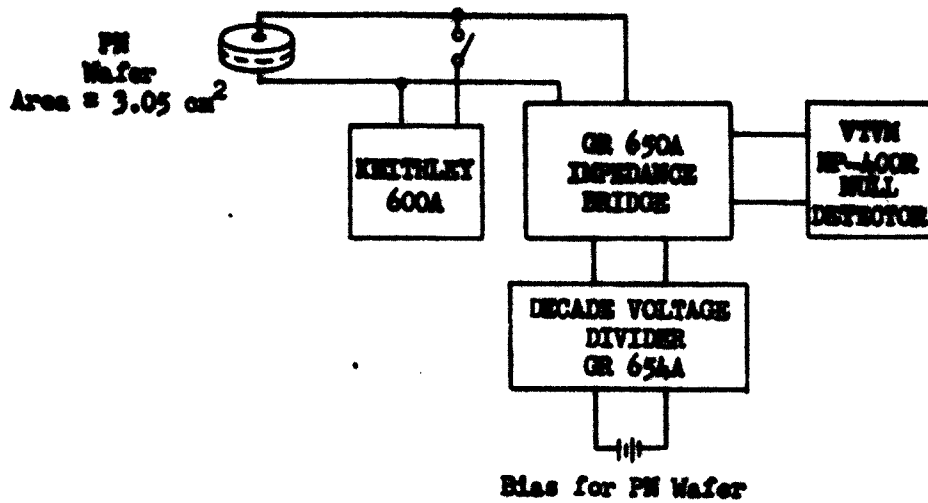 PN
Wafer
Area = 3.05 cm²
KEITHLEY
600A
GR 650A
IMPEDANCE
BRIDGE
VTVM
HP-400R
NULL
DETECTOR
DECADE VOLTAGE
DIVIDER
GR 654A
Bias for PN Wafer